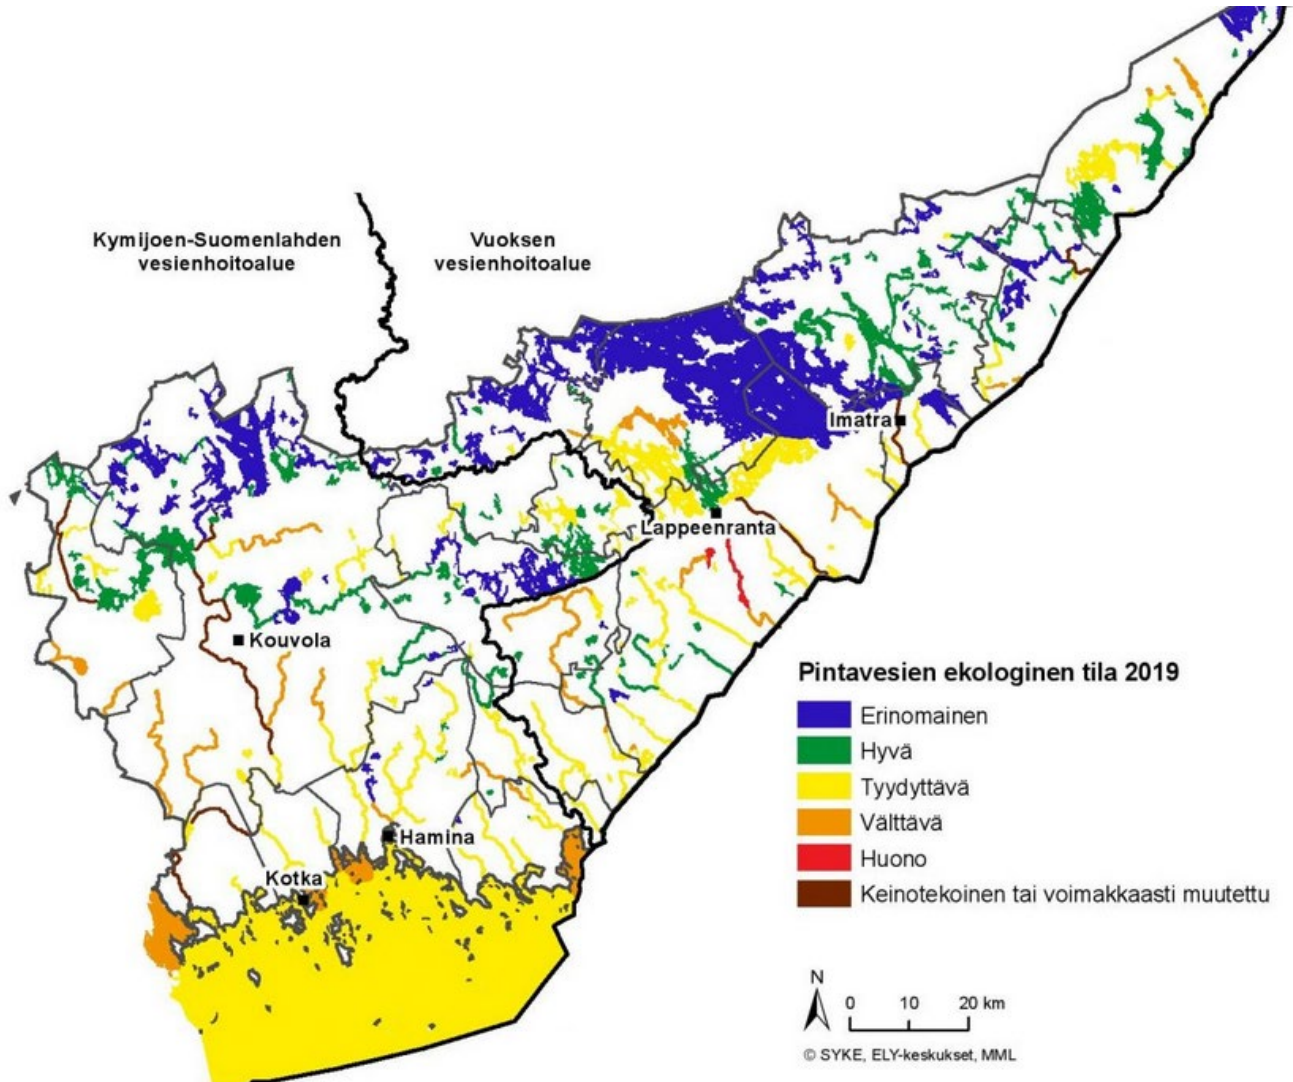 Kymijoen-Suomenlahden
vesienhoitoalue
Vuoksen
vesienhoitoalue
Imatra
Lappeenranta
Kouvola
Hamina
Kotka
Pintavesien ekologinen tila 2019
Erinomainen
Hyvä
Tyydyttävä
Välttävä
Huono
Keinotekoinen tai voimakkaasti muutettu
N
0 10 20 km
© SYKE, ELY-keskukset, MML